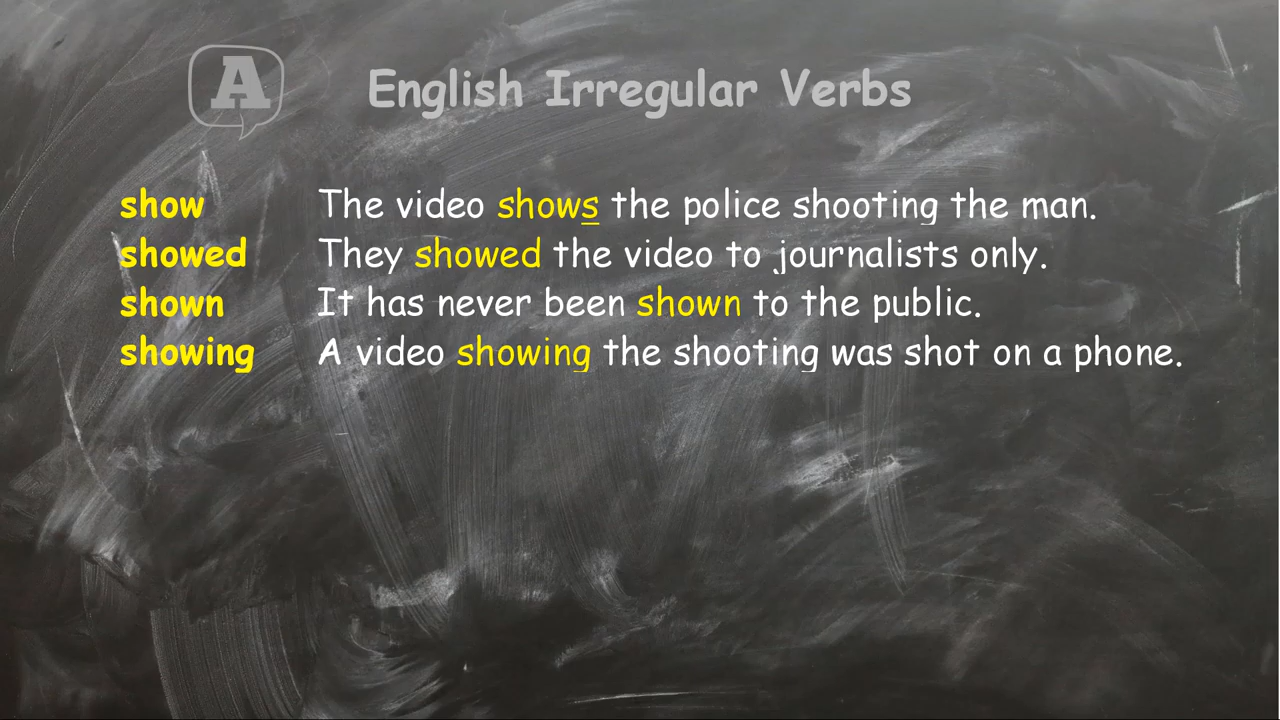 A English Irregular Verbs
show The video shows the police shooting the man.
showed They showed the video to journalists only.
shown It has never been shown to the public.
showing A video showing the shooting was shot on a phone.